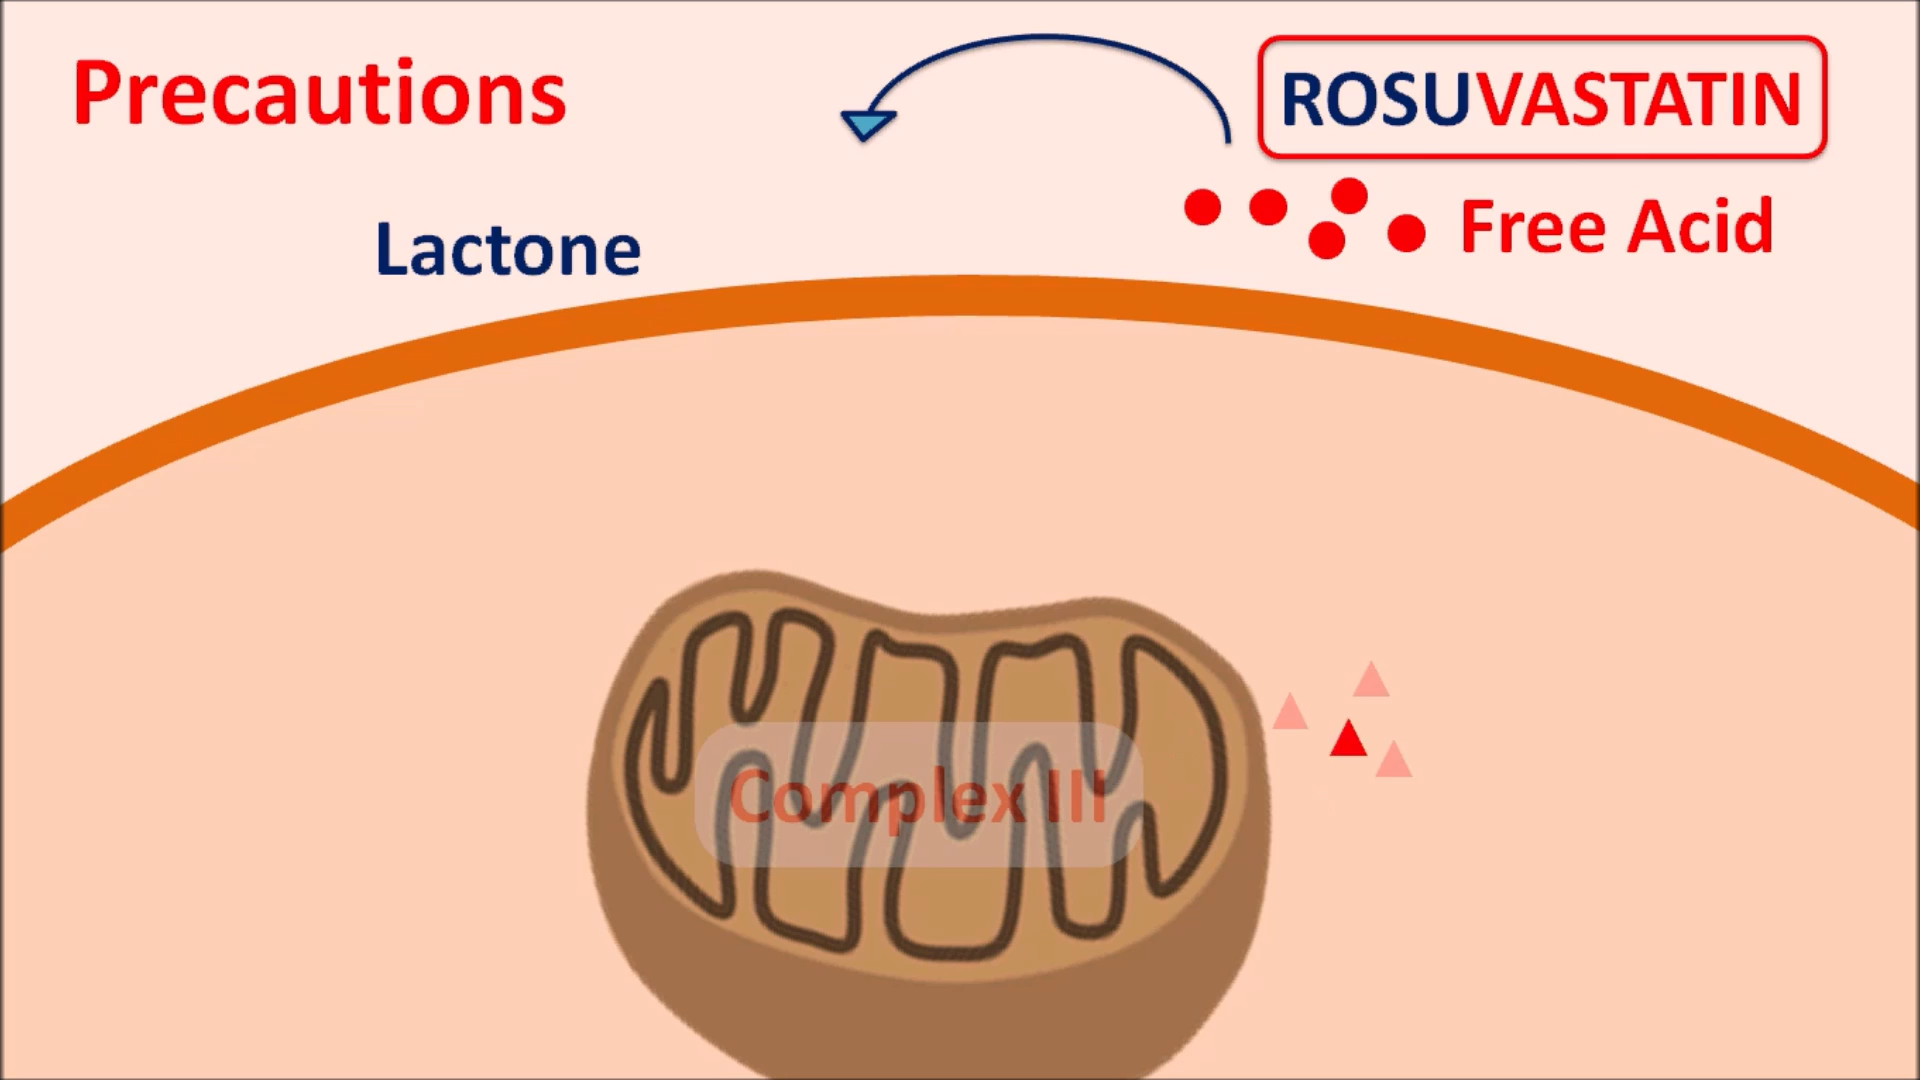 Precautions
ROSUVASTATIN
Lactone
Free Acid
Complex III